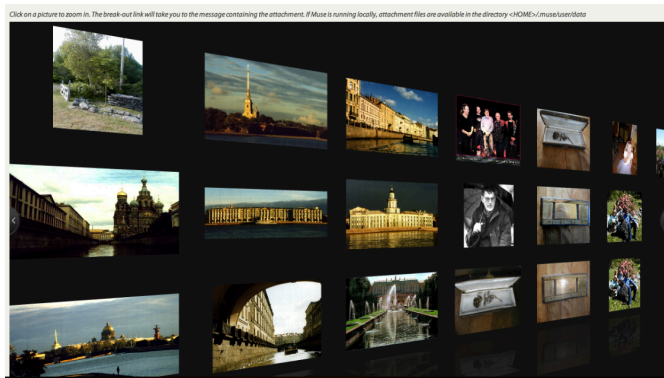 Click on a picture to zoom in. The break-out link will take you to the message containing the attachment. If Muse is running locally, attachment files are available in the directory <HOME>/.muse/user/data